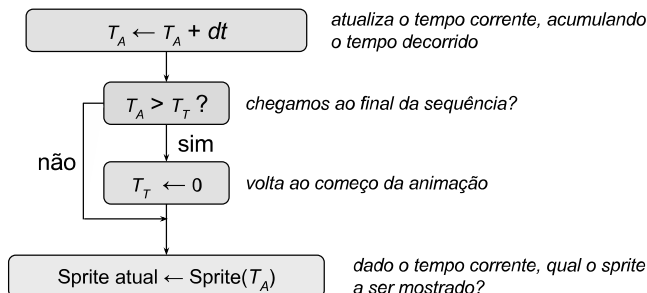 T_A ← T_A + dt
atualiza o tempo corrente, acumulando
o tempo decorrido
T_A > T_T ?
chegamos ao final da sequência?
sim
não
T_T ← 0
volta ao começo da animação
Sprite atual ← Sprite(T_A)
dado o tempo corrente, qual o sprite
a ser mostrado?